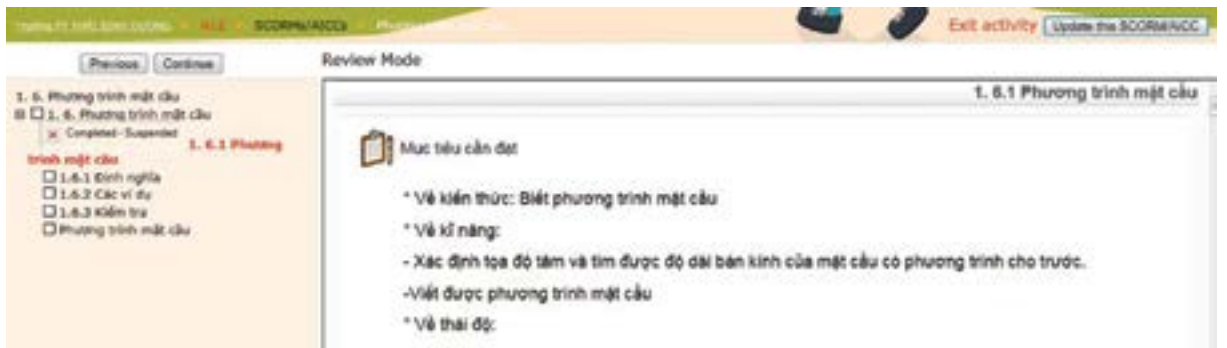 SCORMs/AICCs
Exit activity Update this SCORM/AICC
Previous Continue
Review Mode
1. 6. Phương trình mặt cầu
1. 6. Phương trình mặt cầu
Completed - Suspended
1. 6.1 Phương
trình mặt cầu
1.6.1 Định nghĩa
1.6.2 Các ví dụ
1.6.3 Kiểm tra
Phương trình mặt cầu
1. 6.1 Phương trình mặt cầu
Mục tiêu cần đạt
* Về kiến thức: Biết phương trình mặt cầu
* Về kĩ năng:
- Xác định tọa độ tâm và tìm được độ dài bán kính của mặt cầu có phương trình cho trước.
-Viết được phương trình mặt cầu
* Về thái độ: